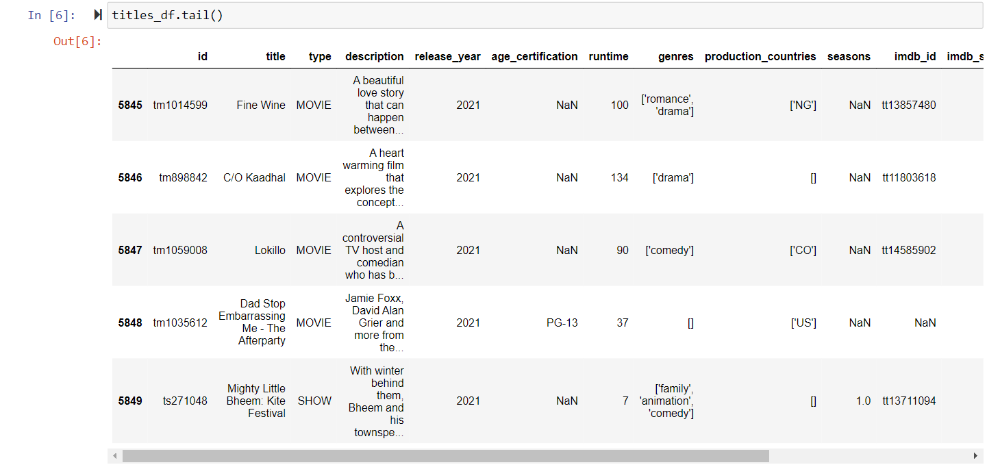 In [6]: titles_df.tail()
Out[6]:
id title type description release_year age_certification runtime genres production_countries seasons imdb_id imdb_s
5845 tm1014599 Fine Wine MOVIE A beautiful love story that can happen between... 2021 NaN 100 ['romance', 'drama'] ['NG'] NaN tt13857480
5846 tm898842 C/O Kaadhal MOVIE A heart warming film that explores the concept... 2021 NaN 134 ['drama'] [] NaN tt11803618
5847 tm1059008 Lokillo MOVIE A controversial TV host and comedian who has b... 2021 NaN 90 ['comedy'] ['CO'] NaN tt14585902
5848 tm1035612 Dad Stop Embarrassing Me - The Afterparty MOVIE Jamie Foxx, David Alan Grier and more from the... 2021 PG-13 37 [] ['US'] NaN NaN
5849 ts271048 Mighty Little Bheem: Kite Festival SHOW With winter behind them, Bheem and his townspe... 2021 NaN 7 ['family', 'animation', 'comedy'] [] 1.0 tt13711094